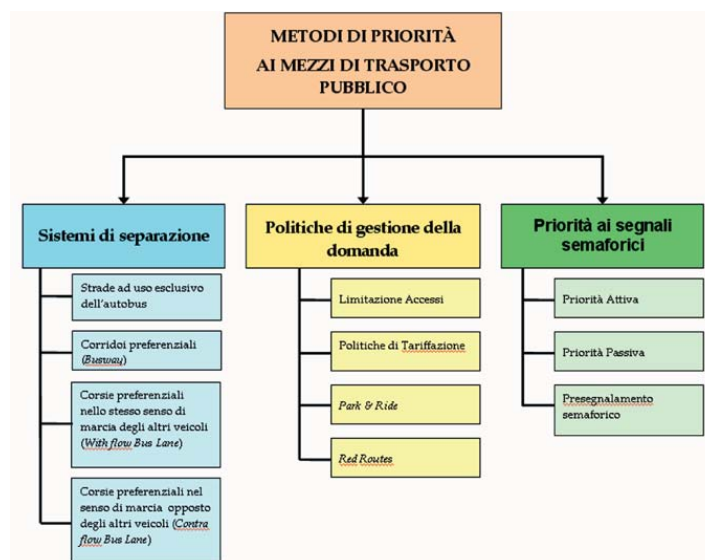 METODI DI PRIORITÀ
AI MEZZI DI TRASPORTO
PUBBLICO
Sistemi di separazione
Strade ad uso esclusivo
dell'autobus
Corridoi preferenziali
(Busway)
Corsie preferenziali
nello stesso senso di
marcia degli altri veicoli
(With flow Bus Lane)
Corsie preferenziali nel
senso di marcia opposto
degli altri veicoli (Contra
flow Bus Lane)
Politiche di gestione della
domanda
Limitazione Accessi
Politiche di Tariffazione
Park & Ride
Red Routes
Priorità ai segnali
semaforici
Priorità Attiva
Priorità Passiva
Presegnalamento
semaforico